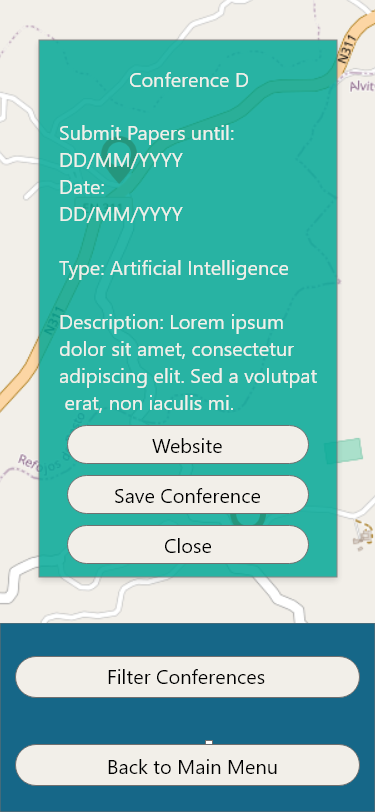 N311
Alvit
Conference D
Submit Papers until:
DD/MM/YYYY
Date:
DD/MM/YYYY
Type: Artificial Intelligence
N311
Description: Lorem ipsum
dolor sit amet, consectetur
adipiscing elit. Sed a volutpat
erat, non iaculis mi.
Website
Refojos
Save Conference
Close
Filter Conferences
Back to Main Menu